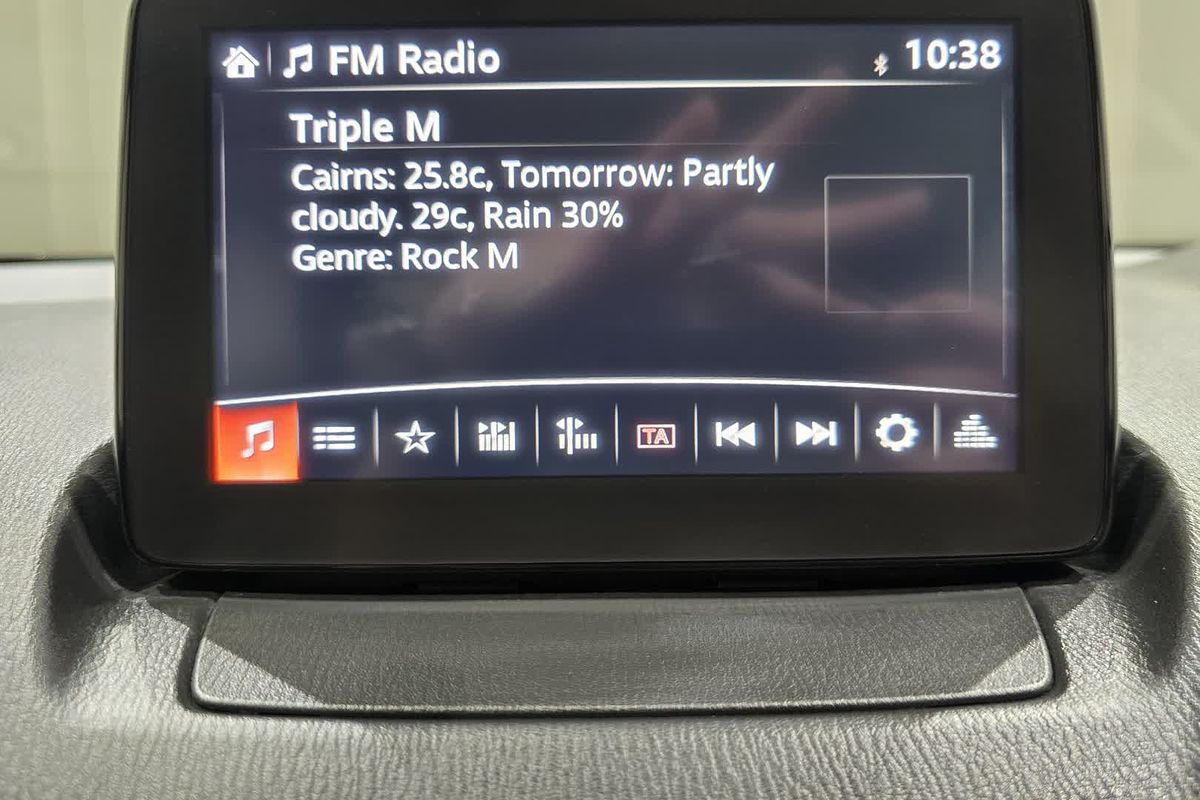 FM Radio
10:38
Triple M
Cairns: 25.8c, Tomorrow: Partly
cloudy. 29c, Rain 30%
Genre: Rock M
TA